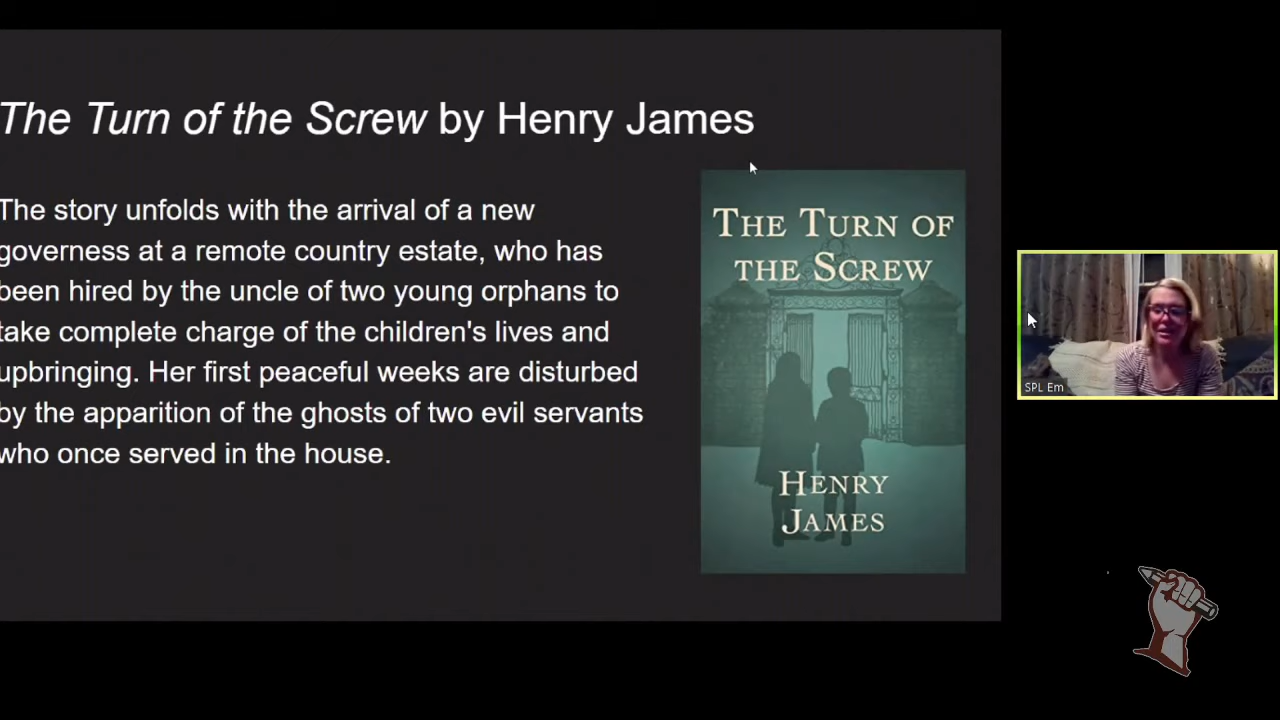 The Turn of the Screw by Henry James
The story unfolds with the arrival of a new
governess at a remote country estate, who has
been hired by the uncle of two young orphans to
take complete charge of the children's lives and
upbringing. Her first peaceful weeks are disturbed
by the apparition of the ghosts of two evil servants
who once served in the house.
THE TURN OF
THE SCREW
HENRY
JAMES
SPL Em